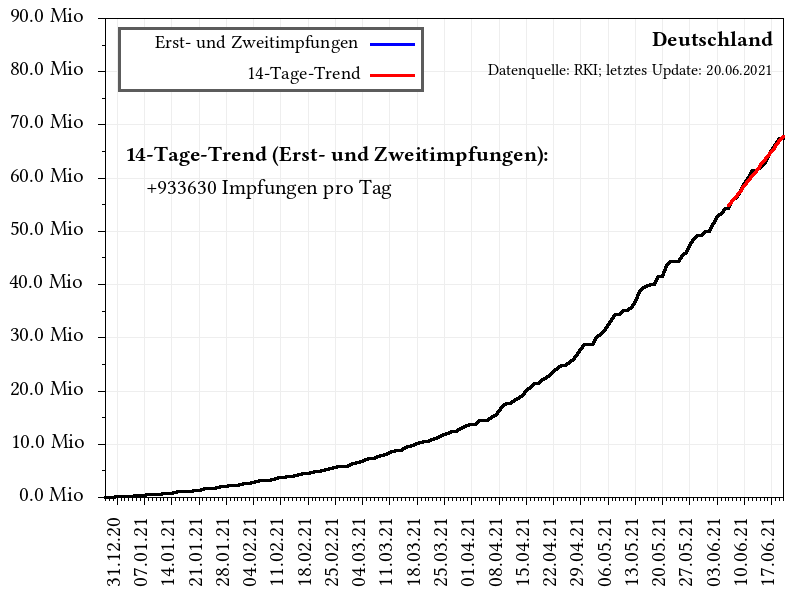 90.0 Mio
80.0 Mio
70.0 Mio
60.0 Mio
50.0 Mio
40.0 Mio
30.0 Mio
20.0 Mio
10.0 Mio
0.0 Mio
Erst- und Zweitimpfungen
14-Tage-Trend
Deutschland
Datenquelle: RKI; letztes Update: 20.06.2021
14-Tage-Trend (Erst- und Zweitimpfungen):
+933630 Impfungen pro Tag
31.12.20
07.01.21
14.01.21
21.01.21
28.01.21
04.02.21
11.02.21
18.02.21
25.02.21
04.03.21
11.03.21
18.03.21
25.03.21
01.04.21
08.04.21
15.04.21
22.04.21
29.04.21
06.05.21
13.05.21
20.05.21
27.05.21
03.06.21
10.06.21
17.06.21